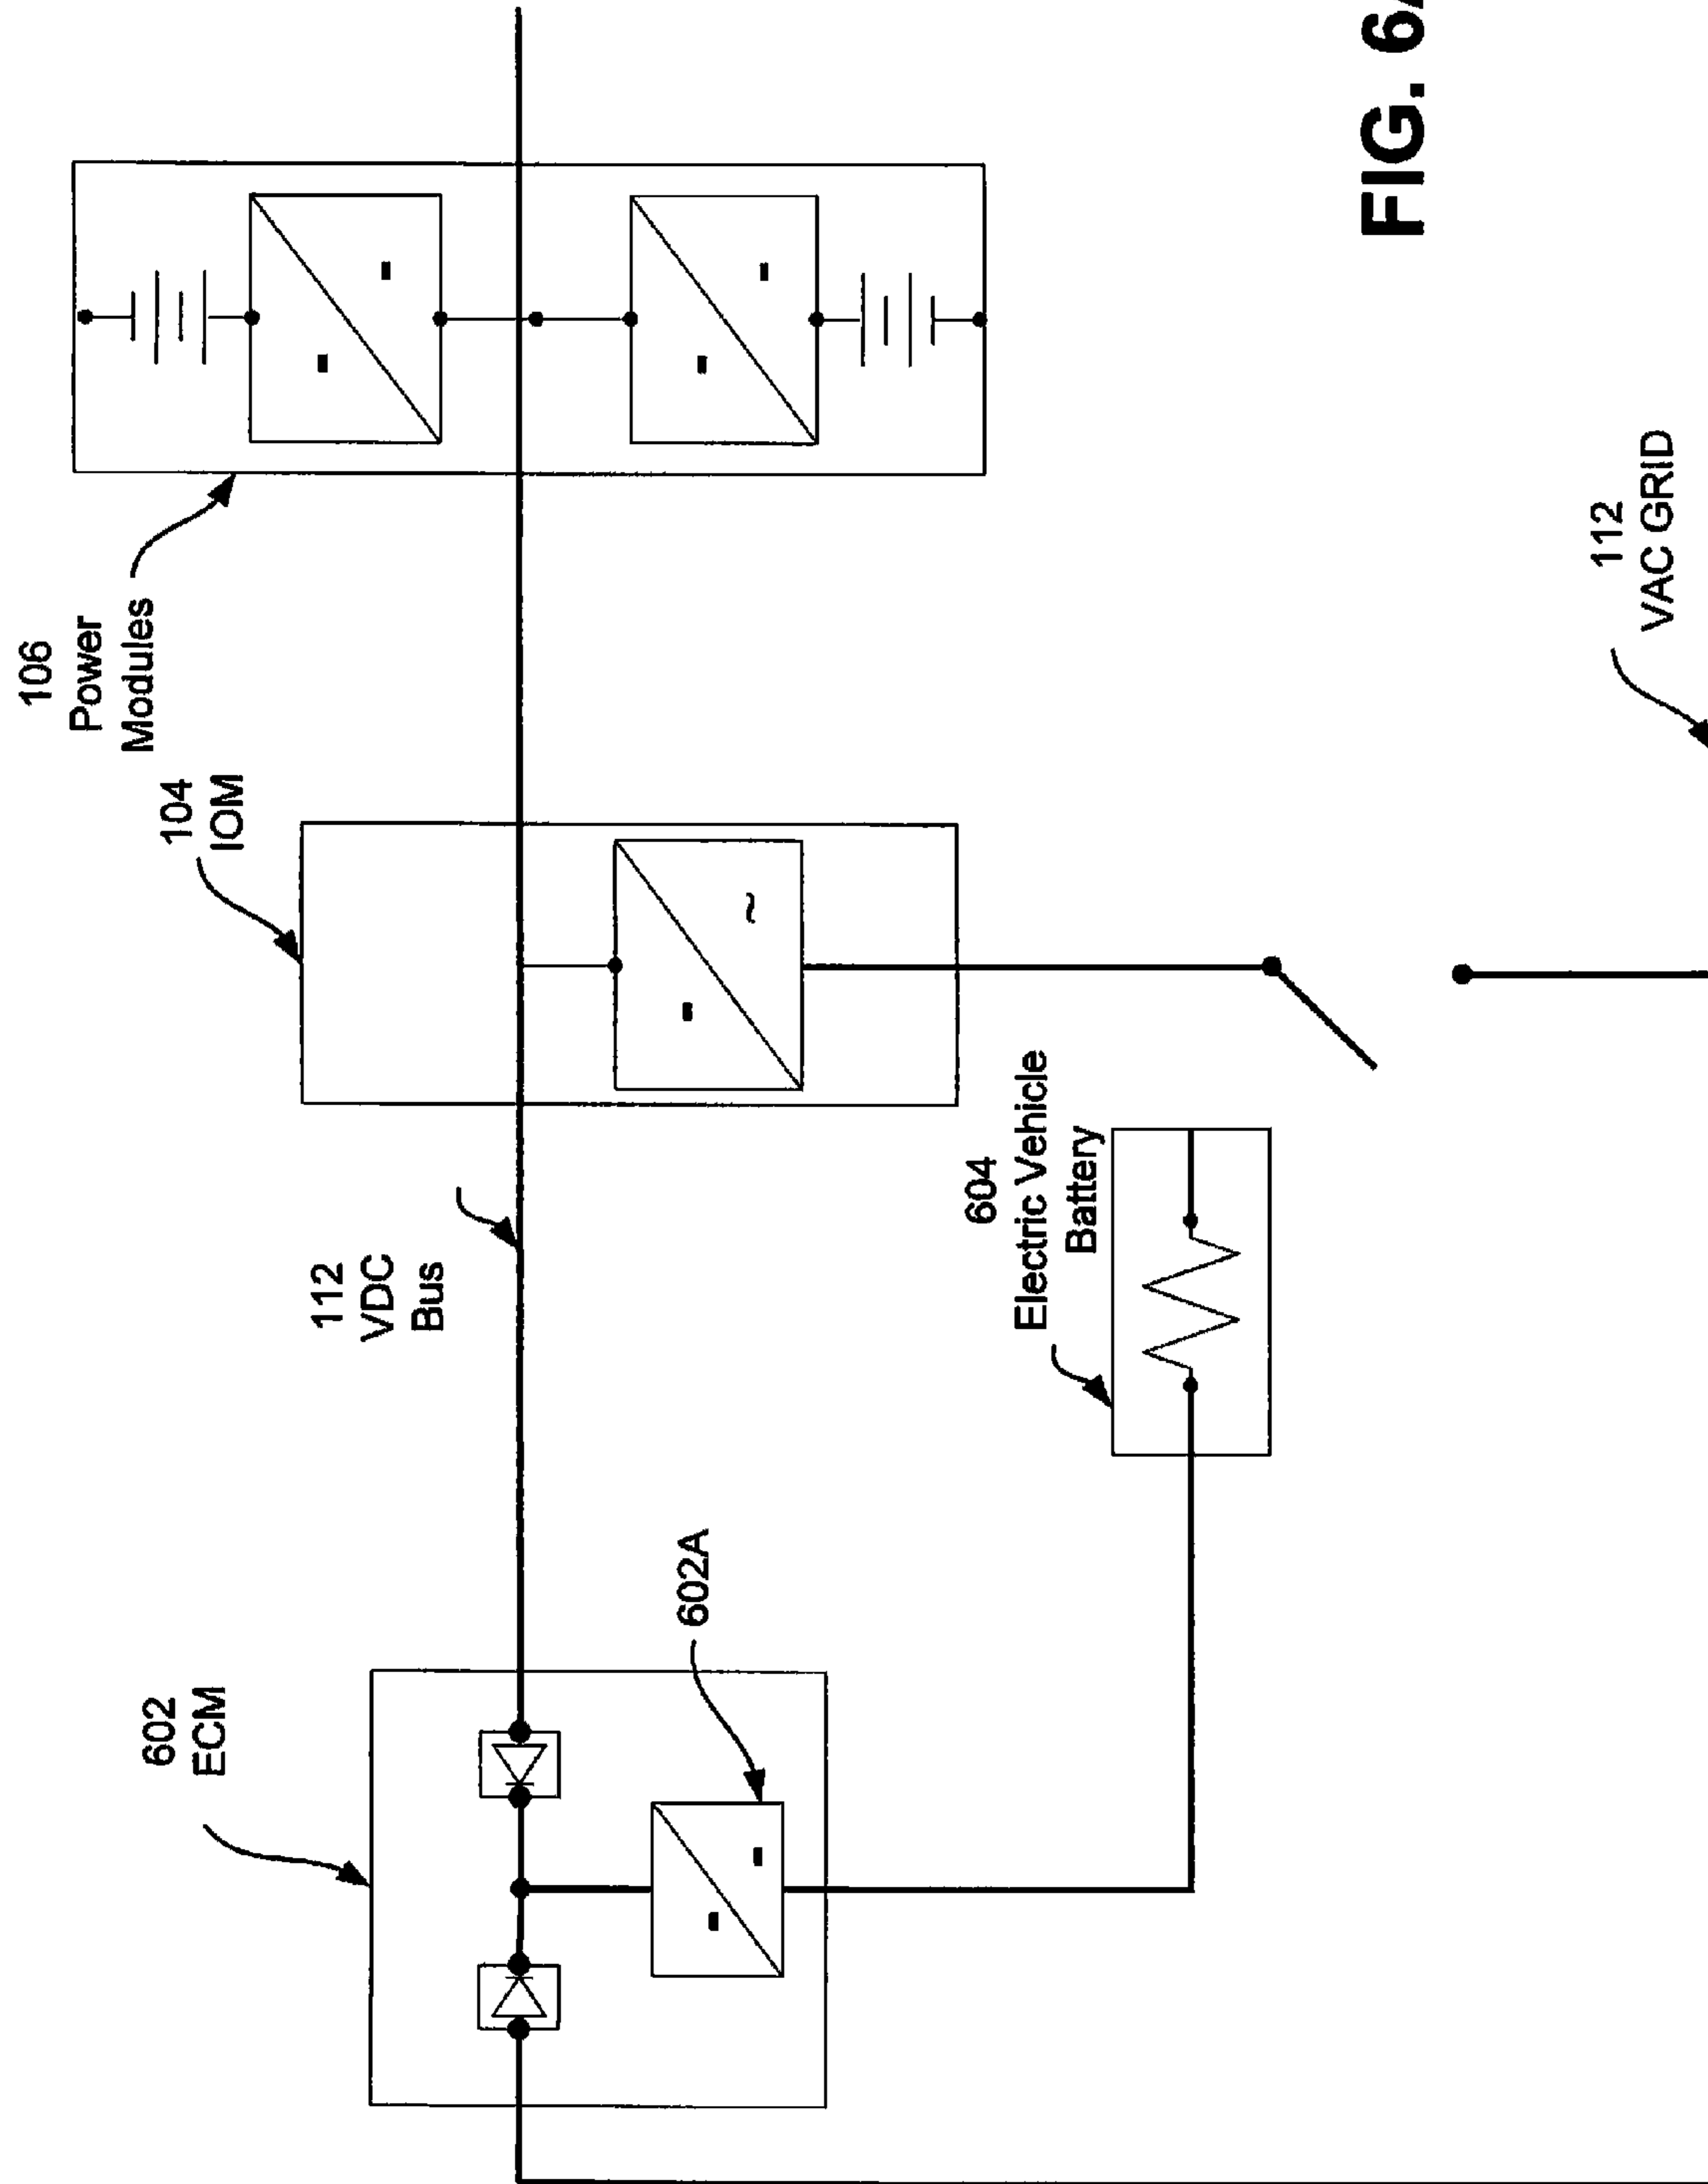 106
Power
Modules
602
ECM
104
IOM
112
VDC
Bus
602A
604
Electric Vehicle
Battery
FIG. 6A
112
VAC GRID